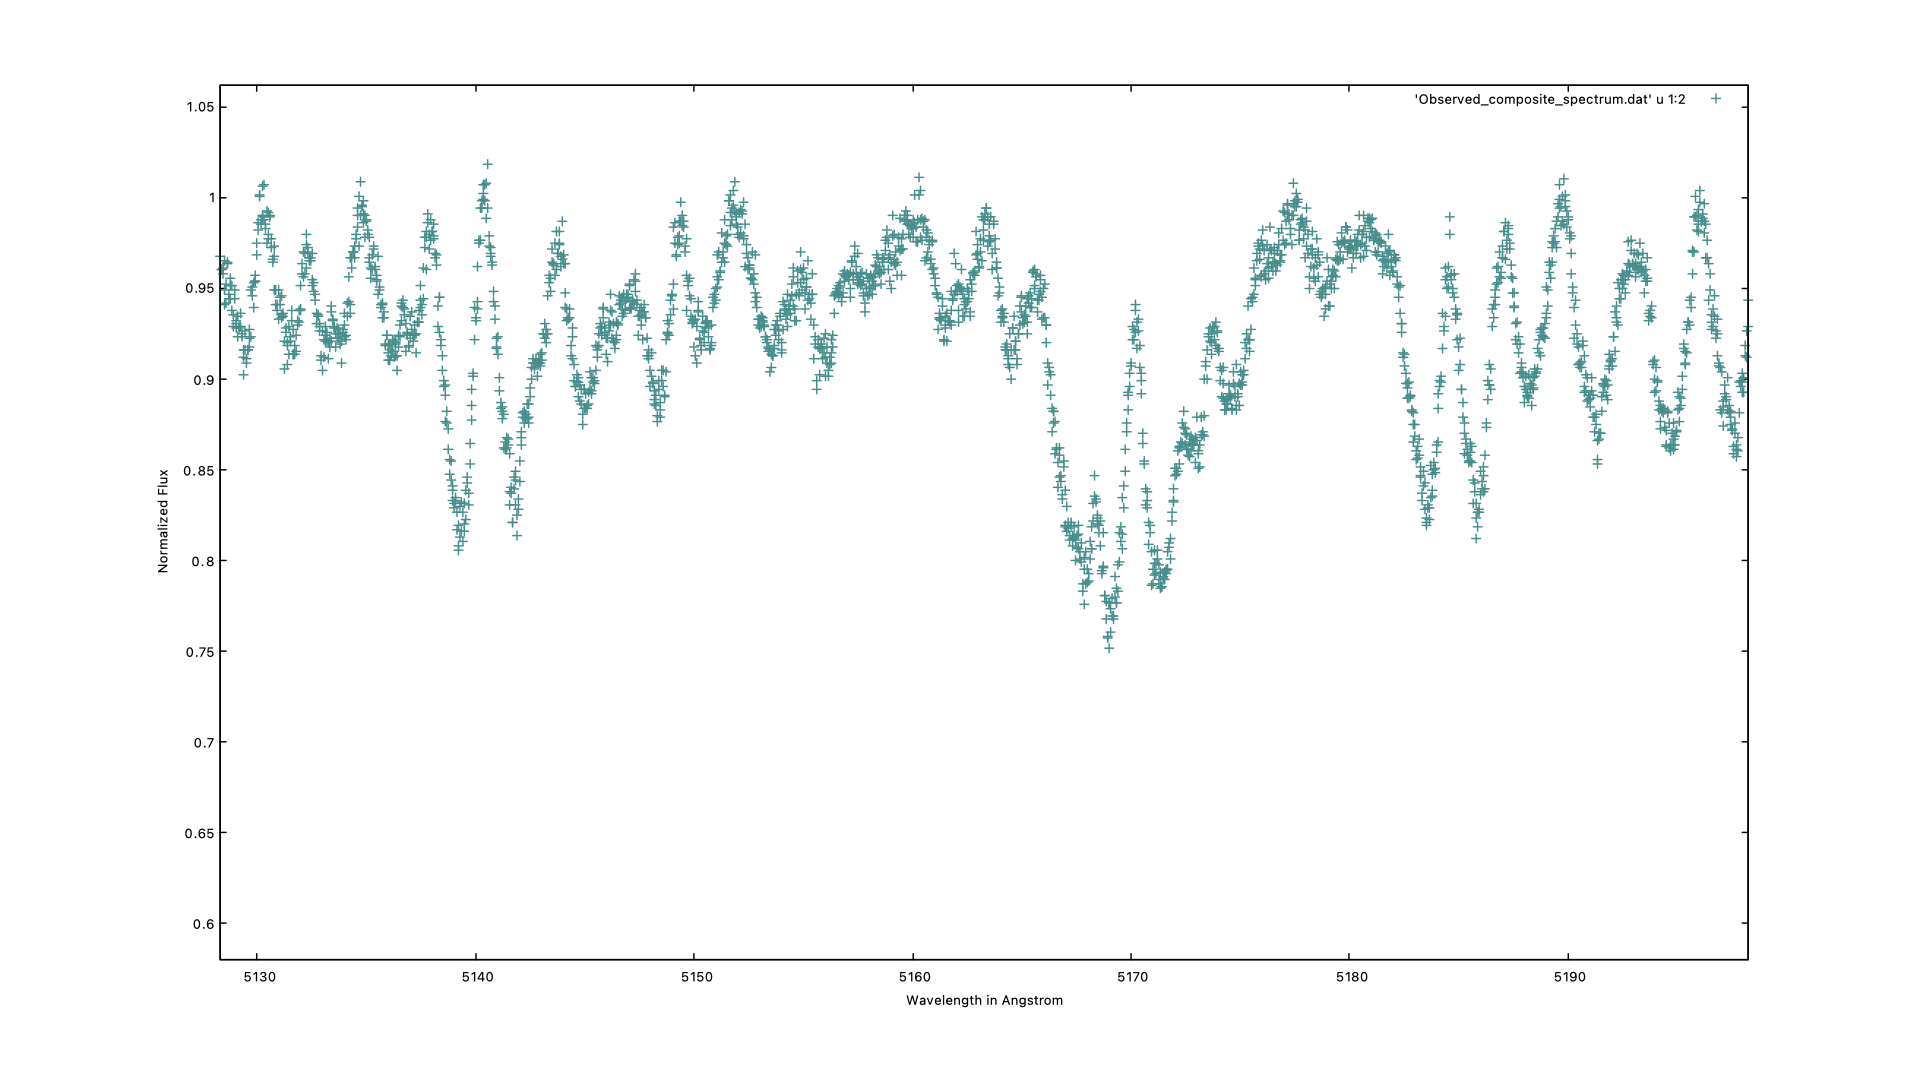 'Observed_composite_spectrum.dat' u 1:2
1.05
1
0.95
0.9
0.85
0.8
0.75
0.7
0.65
0.6
Normalized Flux
5130 5140 5150 5160 5170 5180 5190
Wavelength in Angstrom